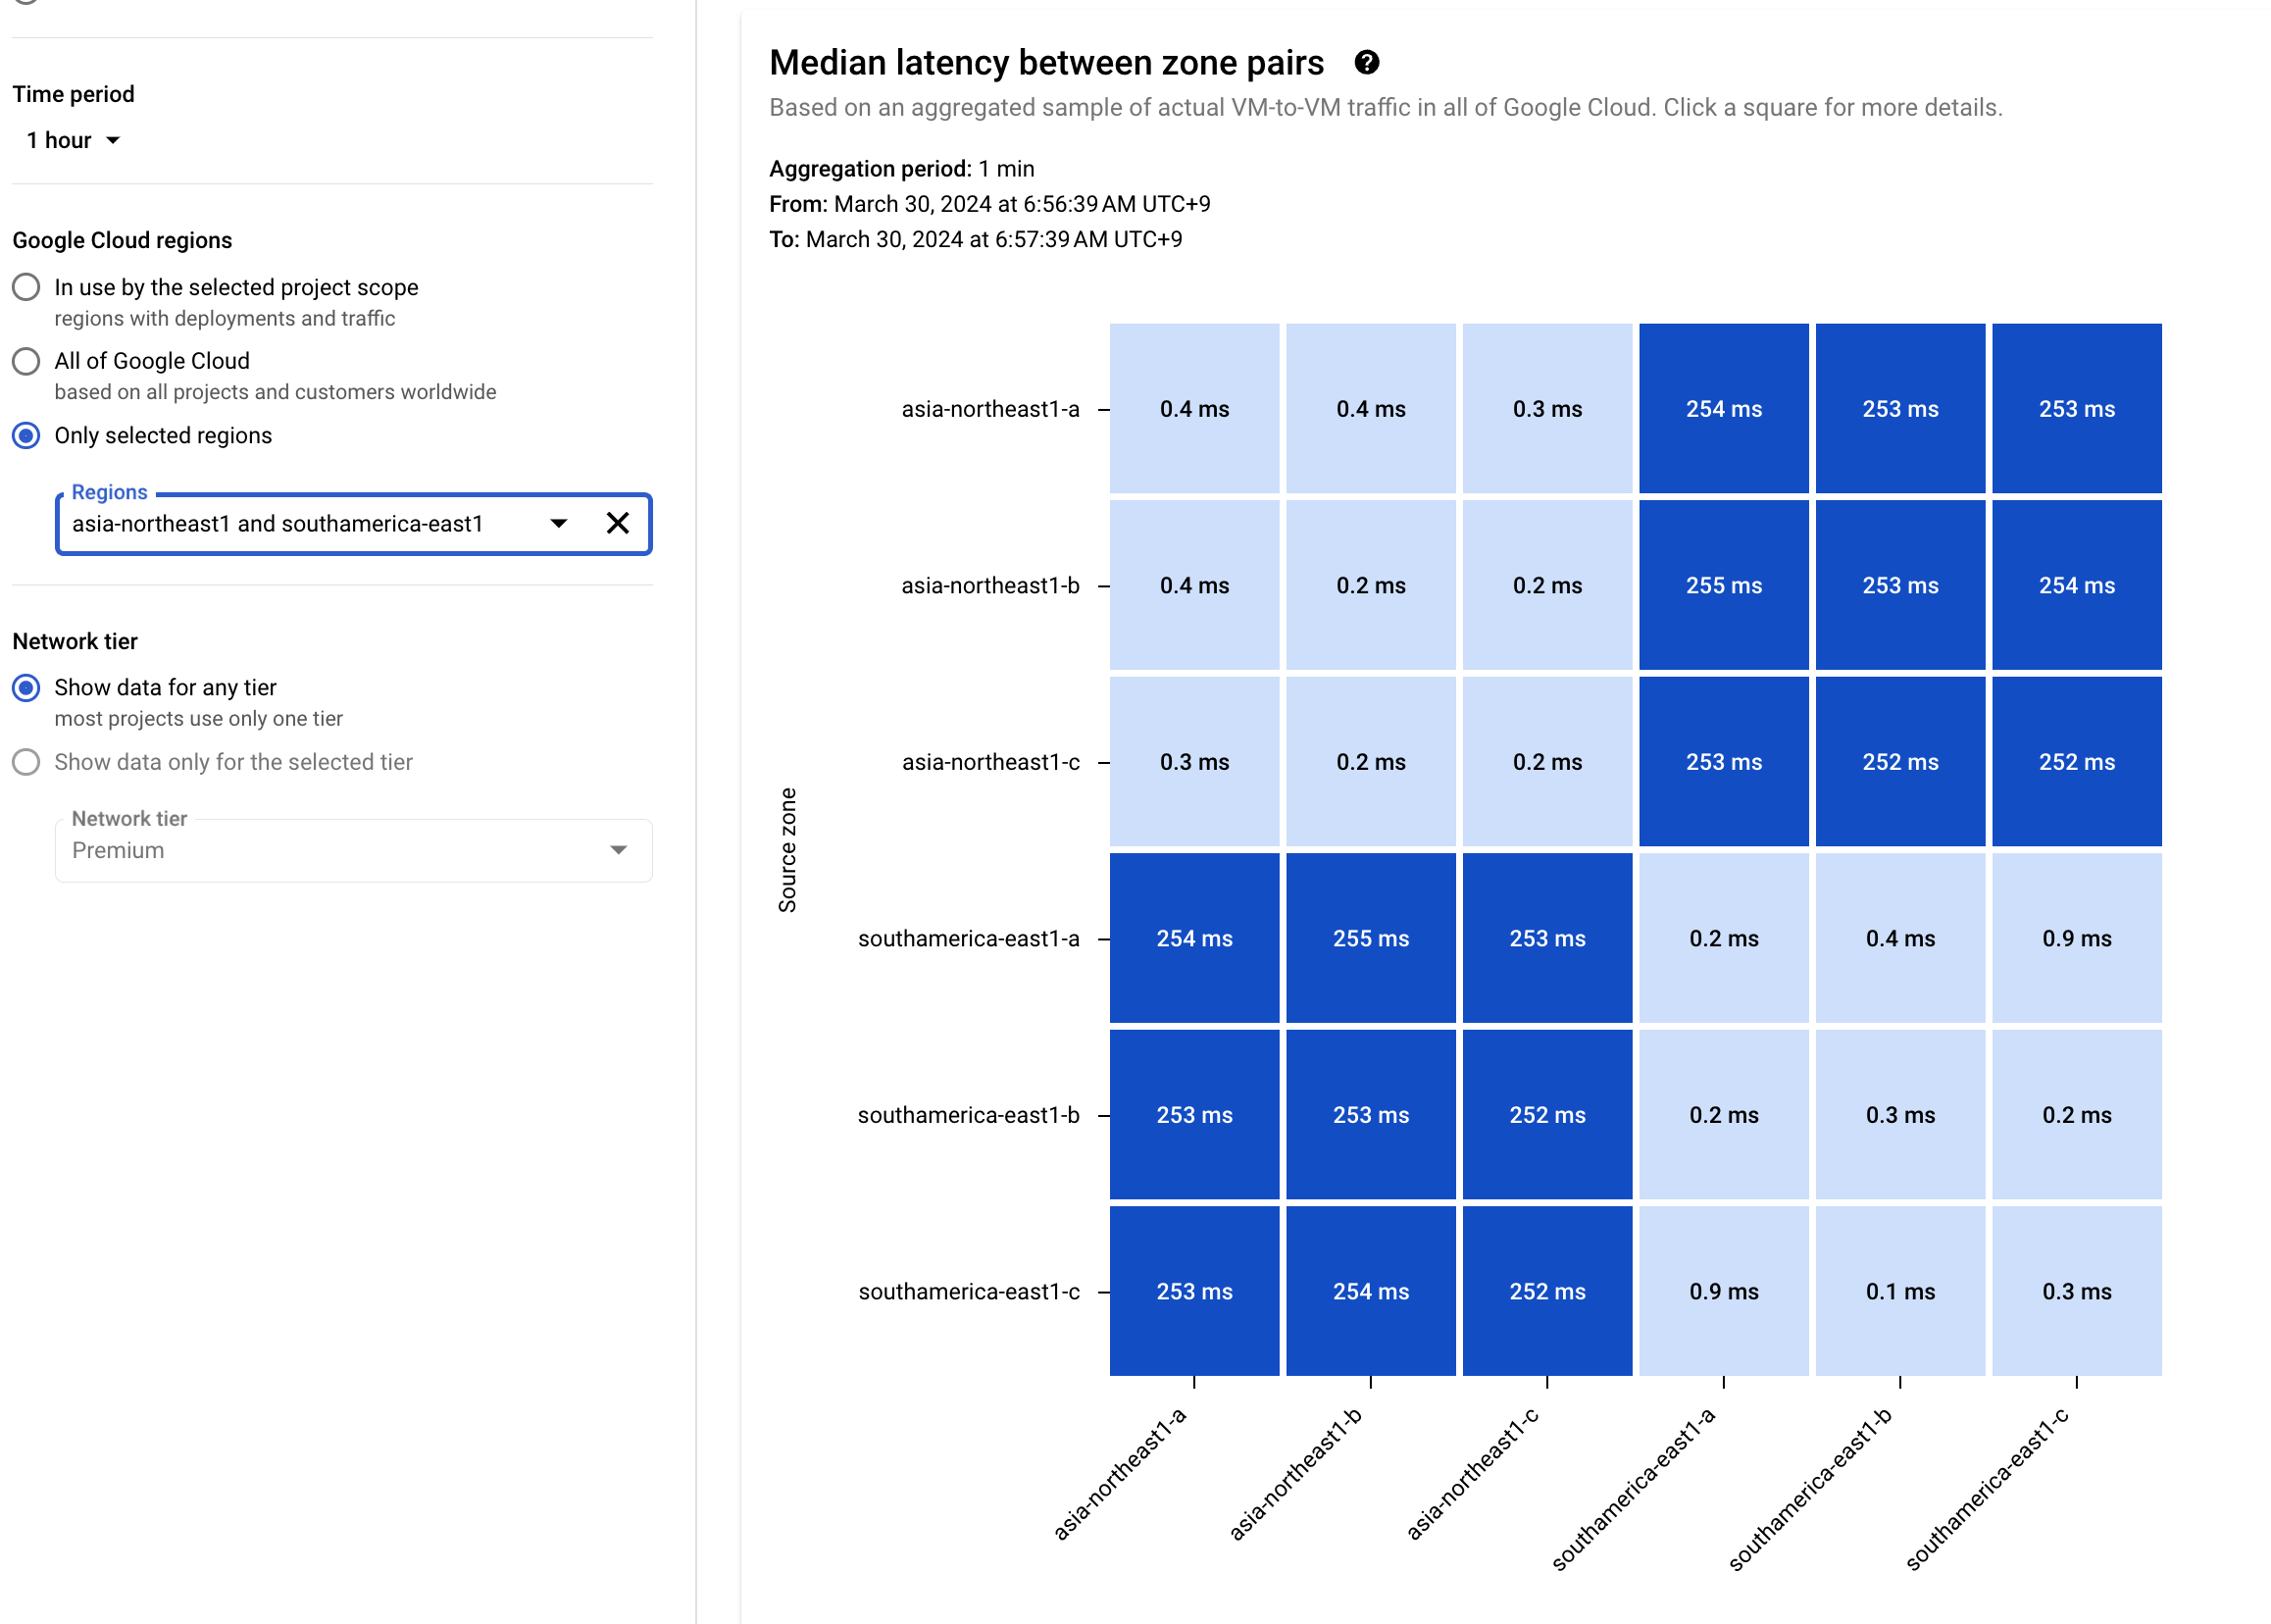 Time period
1 hour
Google Cloud regions
In use by the selected project scope
regions with deployments and traffic
All of Google Cloud
based on all projects and customers worldwide
Only selected regions
Regions
asia-northeast1 and southamerica-east1
Network tier
Show data for any tier
most projects use only one tier
Show data only for the selected tier
Network tier
Premium
Median latency between zone pairs
Based on an aggregated sample of actual VM-to-VM traffic in all of Google Cloud. Click a square for more details.
Aggregation period: 1 min
From: March 30, 2024 at 6:56:39 AM UTC+9
To: March 30, 2024 at 6:57:39 AM UTC+9
Source zone
asia-northeast1-a 0.4 ms 0.4 ms 0.3 ms 254 ms 253 ms 253 ms
asia-northeast1-b 0.4 ms 0.2 ms 0.2 ms 255 ms 253 ms 254 ms
asia-northeast1-c 0.3 ms 0.2 ms 0.2 ms 253 ms 252 ms 252 ms
southamerica-east1-a 254 ms 255 ms 253 ms 0.2 ms 0.4 ms 0.9 ms
southamerica-east1-b 253 ms 253 ms 252 ms 0.2 ms 0.3 ms 0.2 ms
southamerica-east1-c 253 ms 254 ms 252 ms 0.9 ms 0.1 ms 0.3 ms
asia-northeast1-a
asia-northeast1-b
asia-northeast1-c
southamerica-east1-a
southamerica-east1-b
southamerica-east1-c